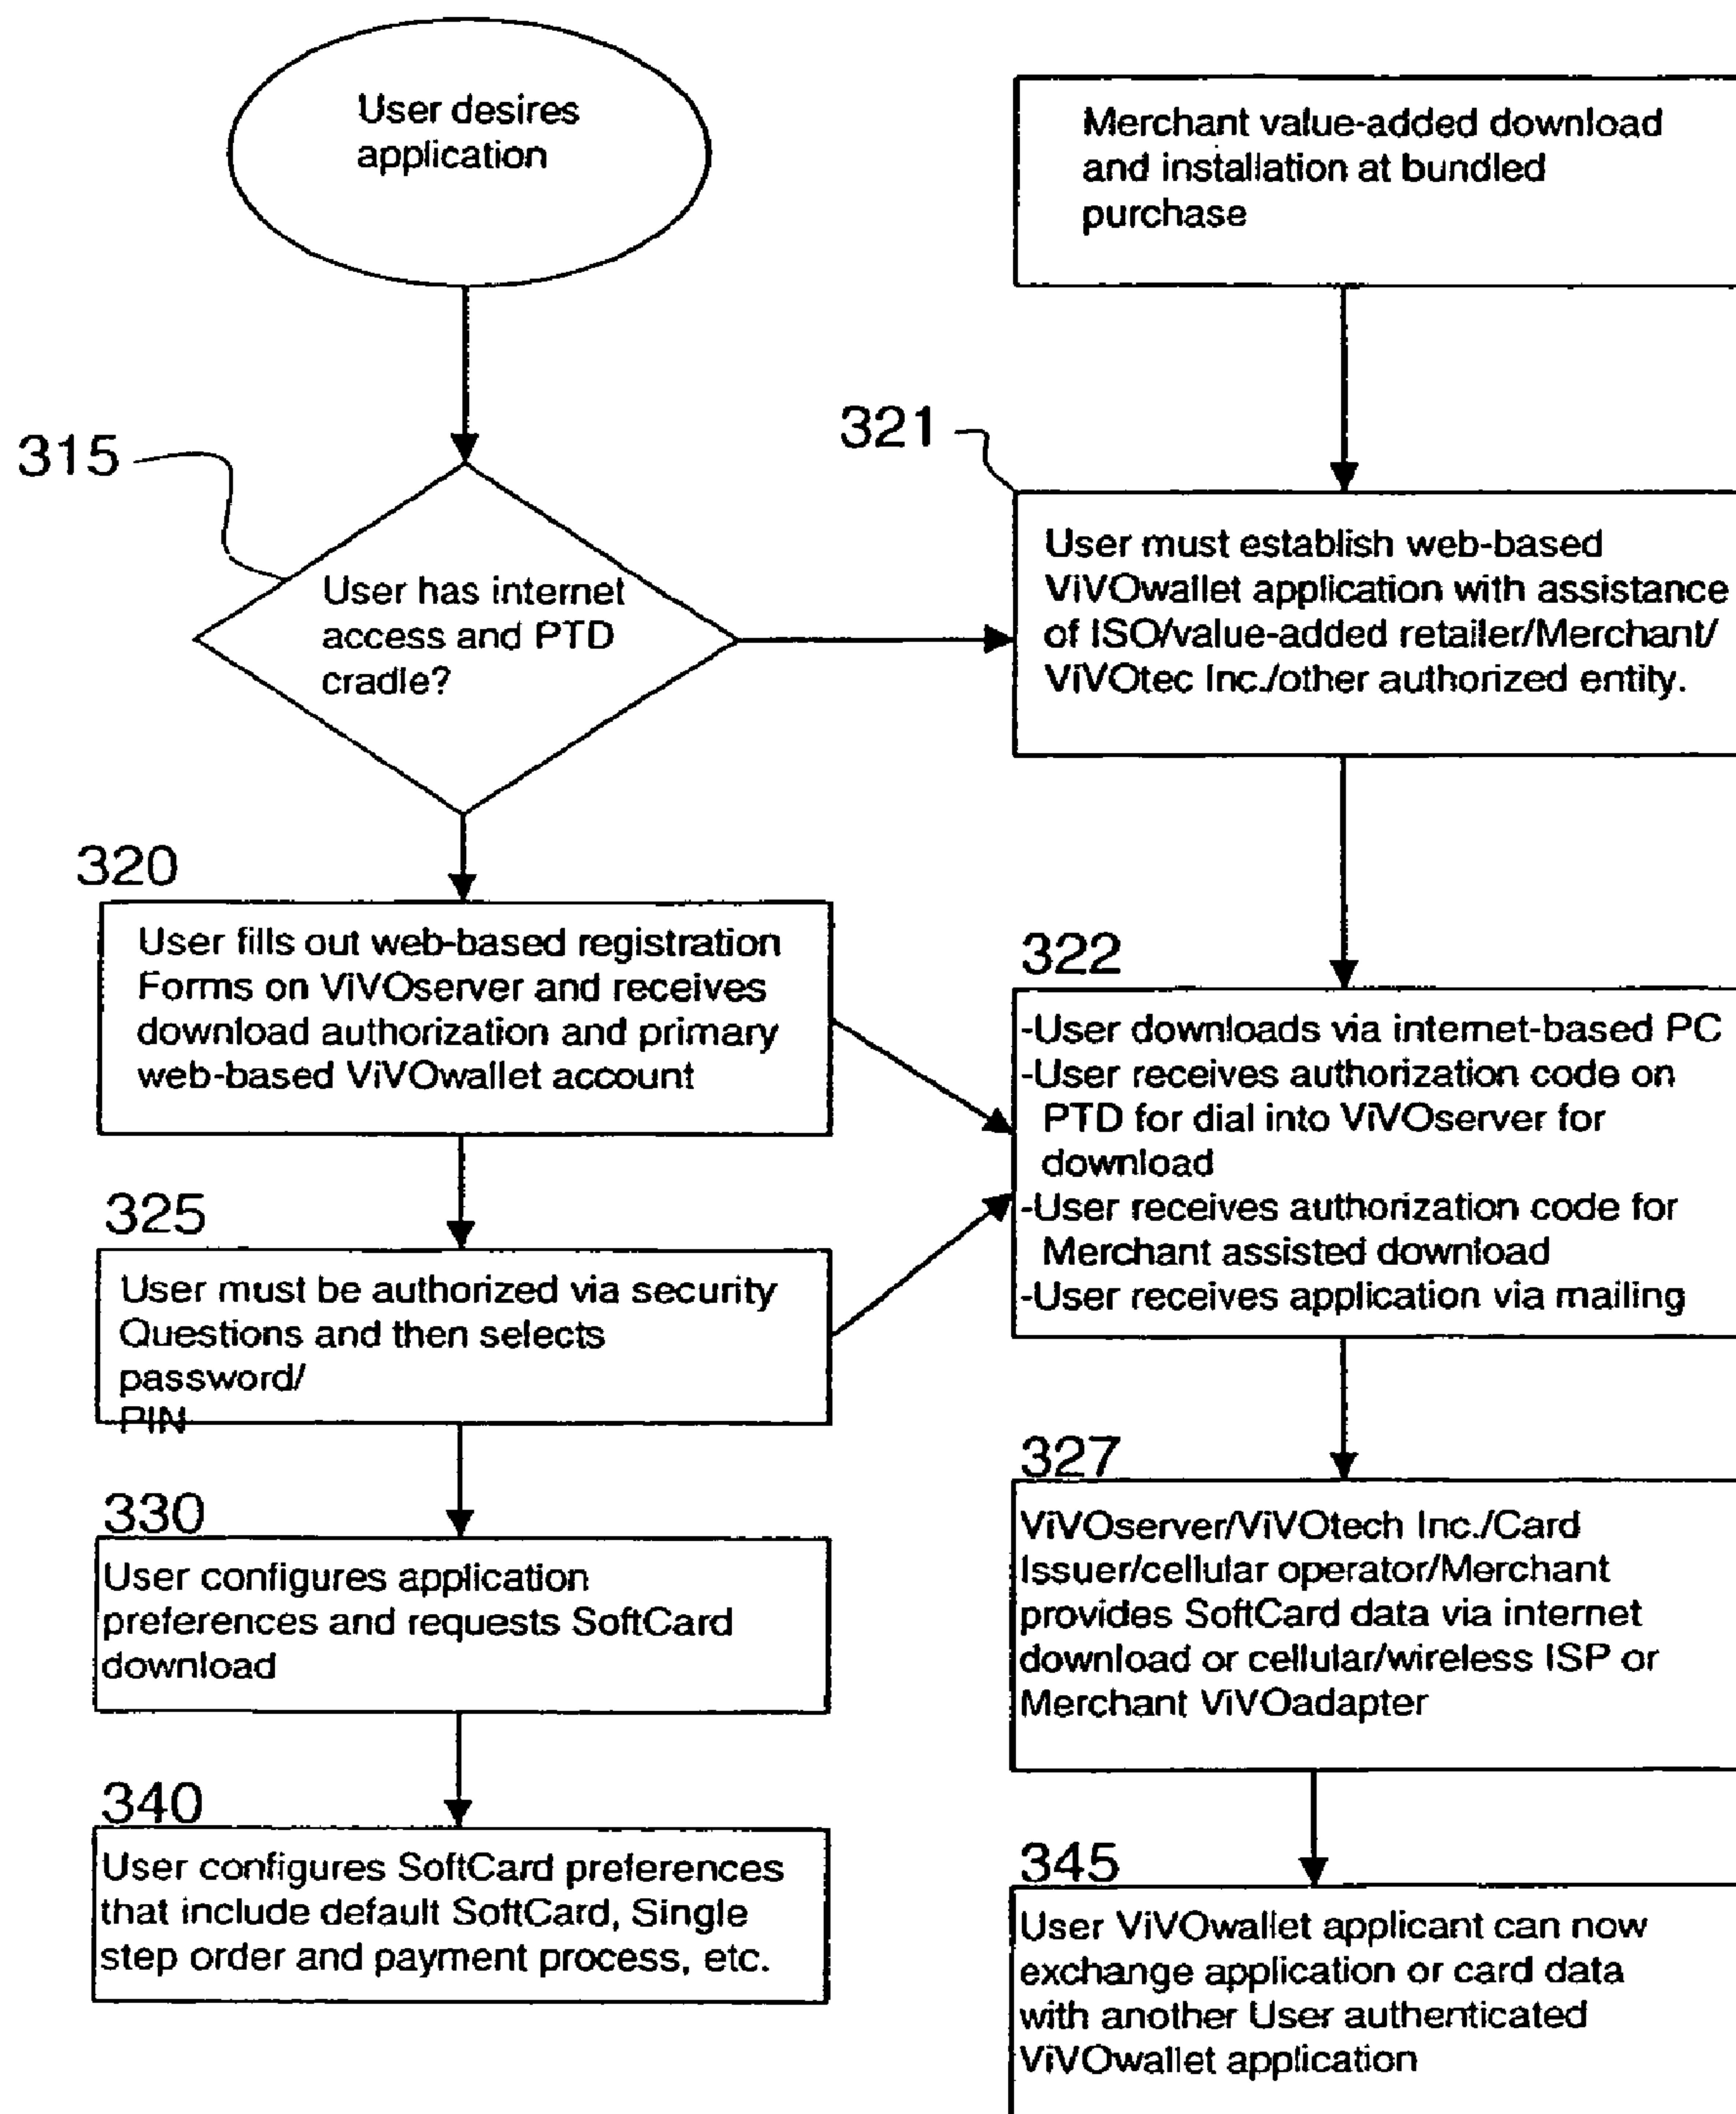 User desires
application
Merchant value-added download
and installation at bundled
purchase
315
User has internet
access and PTD
cradle?
321
User must establish web-based
ViVOwallet application with assistance
of ISO/value-added retailer/Merchant/
ViVOtec Inc./other authorized entity.
320
User fills out web-based registration
Forms on ViVOserver and receives
download authorization and primary
web-based ViVOwallet account
322
-User downloads via internet-based PC
-User receives authorization code on
PTD for dial into ViVOserver for
download
-User receives authorization code for
Merchant assisted download
-User receives application via mailing
325
User must be authorized via security
Questions and then selects
password/
PIN
327
ViVOserver/ViVOtech Inc./Card
Issuer/cellular operator/Merchant
provides SoftCard data via internet
download or cellular/wireless ISP or
Merchant ViVOadapter
330
User configures application
preferences and requests SoftCard
download
340
User configures SoftCard preferences
that include default SoftCard, Single
step order and payment process, etc.
345
User ViVOwallet applicant can now
exchange application or card data
with another User authenticated
ViVOwallet application